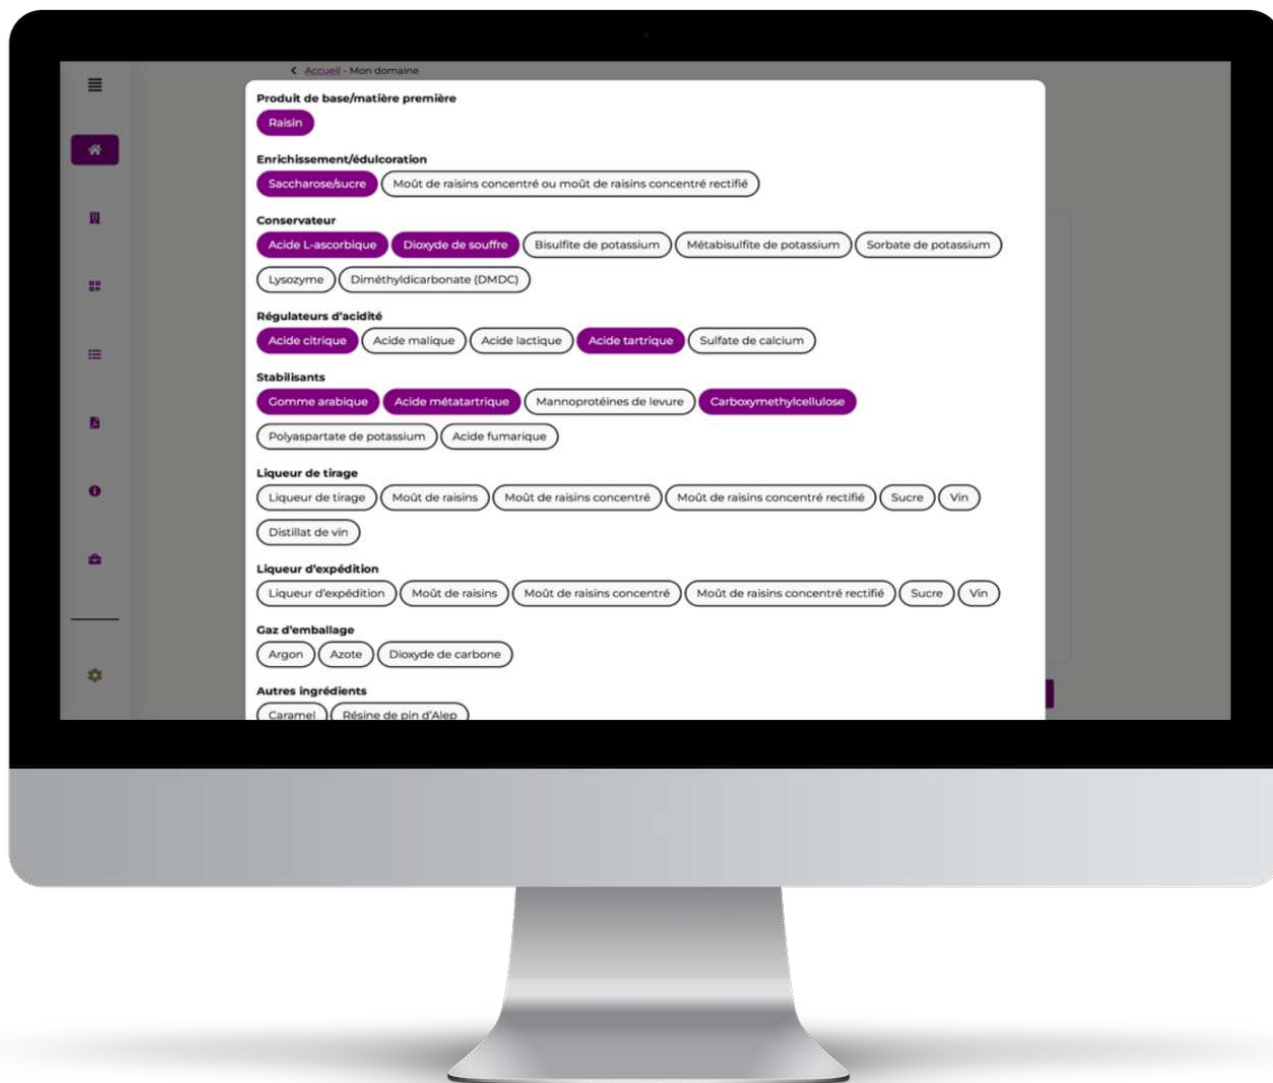 Accueil - Mon domaine
Produit de base/matière première
Raisin
Enrichissement/édulcoration
Saccharose/sucre Moût de raisins concentré ou moût de raisins concentré rectifié
Conservateur
Acide L-ascorbique Dioxyde de souffre Bisulfite de potassium Métabisulfite de potassium Sorbate de potassium
Lysozyme Diméthyldicarbonate (DMDC)
Régulateurs d'acidité
Acide citrique Acide malique Acide lactique Acide tartrique Sulfate de calcium
Stabilisants
Gomme arabique Acide métatartrique Mannoprotéines de levure Carboxymethylcellulose
Polyaspartate de potassium Acide fumarique
Liqueur de tirage
Liqueur de tirage Moût de raisins Moût de raisins concentré Moût de raisins concentré rectifié Sucre Vin
Distillat de vin
Liqueur d'expédition
Liqueur d'expédition Moût de raisins Moût de raisins concentré Moût de raisins concentré rectifié Sucre Vin
Gaz d'emballage
Argon Azote Dioxyde de carbone
Autres ingrédients
Caramel Résine de pin d'Alep